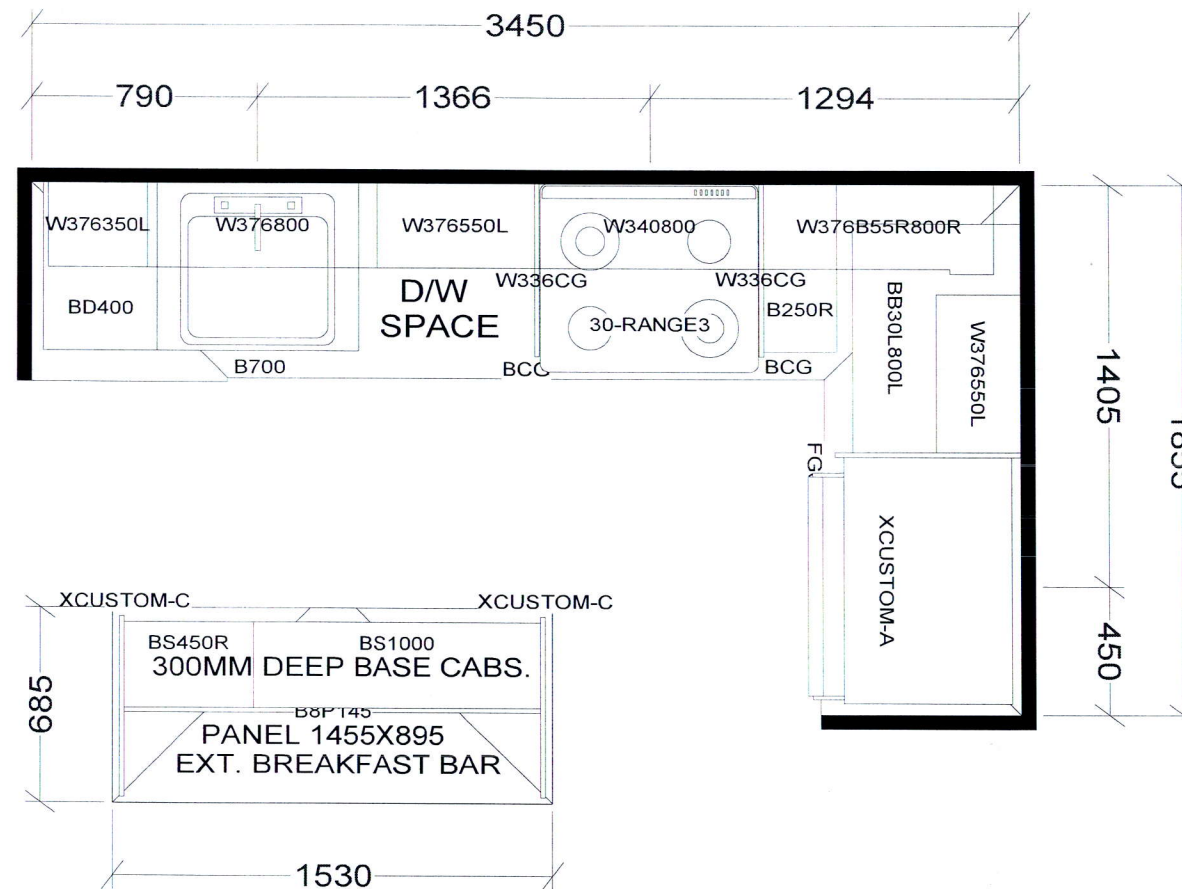 3450
790
1366
1294
W376350L
W376800
W376550L
W340800
W376B55R800R
W336CG
W336CG
D/W
SPACE
BD400
30-RANGE3
B250R
BB30L800L
W376550L
B700
BCG
BCG
1405
FG
XCUSTOM-A
450
XCUSTOM-C
XCUSTOM-C
BS450R
BS1000
300MM DEEP BASE CABS.
685
PANEL 1455X895
EXT. BREAKFAST BAR
1530